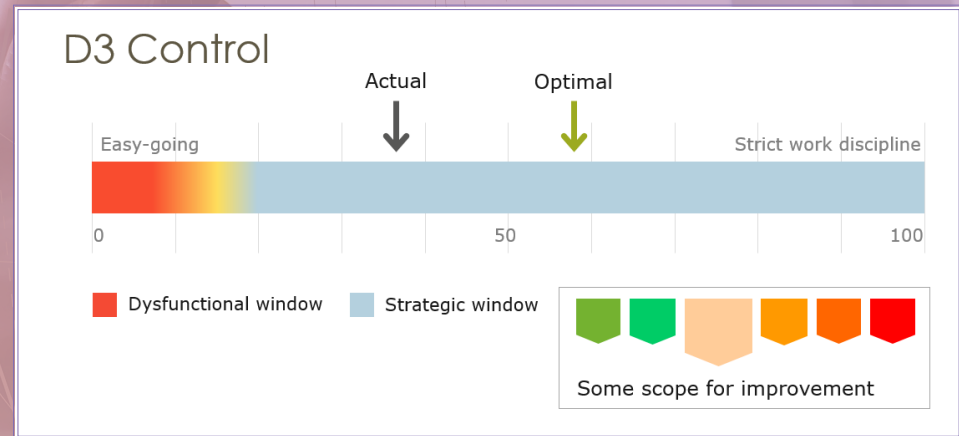 D3 Control
Actual
Optimal
Easy-going
Strict work discipline
0
50
100
Dysfunctional window
Strategic window
Some scope for improvement